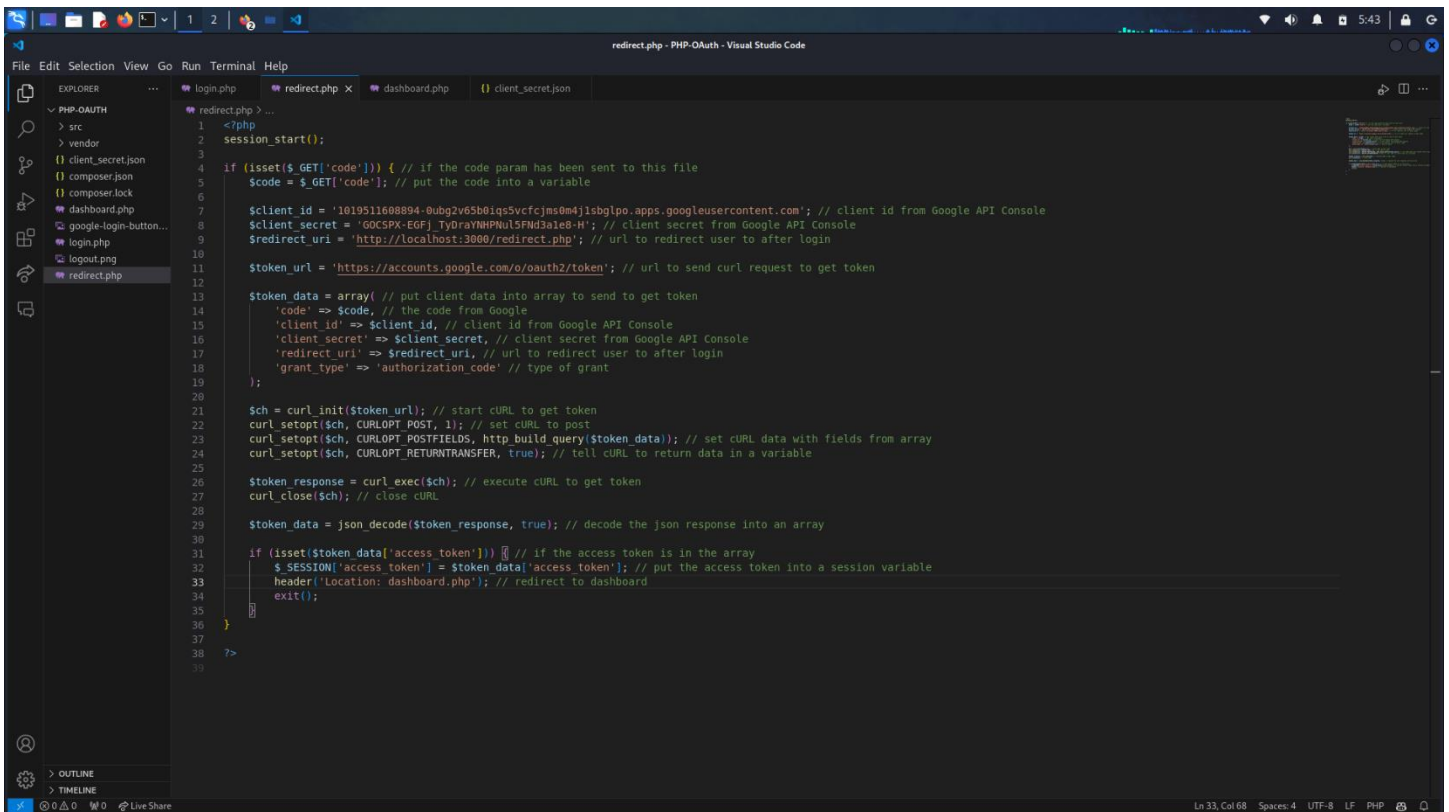 1 2
5:43
redirect.php - PHP-OAuth - Visual Studio Code
File Edit Selection View Go Run Terminal Help
EXPLORER ...
login.php
redirect.php
dashboard.php
{} client_secret.json
PHP-OAUTH
> src
> vendor
{} client_secret.json
{} composer.json
{} composer.lock
dashboard.php
google-login-button...
login.php
logout.png
redirect.php
redirect.php > ...
1 <?php
2 session_start();
3
4 if (isset($_GET['code'])) { // if the code param has been sent to this file
5 $code = $_GET['code']; // put the code into a variable
6
7 $client_id = '1019511608894-0ubg2v65b0iqs5vcfcjms0m4j1sbglpo.apps.googleusercontent.com'; // client id from Google API Console
8 $client_secret = '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'; // client secret from Google API Console
9 $redirect_uri = 'http://localhost:3000/redirect.php'; // url to redirect user to after login
10
11 $token_url = 'https://accounts.google.com/o/oauth2/token'; // url to send curl request to get token
12
13 $token_data = array( // put client data into array to send to get token
14 'code' => $code, // the code from Google
15 'client_id' => $client_id, // client id from Google API Console
16 'client_secret' => $client_secret, // client secret from Google API Console
17 'redirect_uri' => $redirect_uri, // url to redirect user to after login
18 'grant_type' => 'authorization_code' // type of grant
19 );
20
21 $ch = curl_init($token_url); // start cURL to get token
22 curl_setopt($ch, CURLOPT_POST, 1); // set cURL to post
23 curl_setopt($ch, CURLOPT_POSTFIELDS, http_build_query($token_data)); // set cURL data with fields from array
24 curl_setopt($ch, CURLOPT_RETURNTRANSFER, true); // tell cURL to return data in a variable
25
26 $token_response = curl_exec($ch); // execute cURL to get token
27 curl_close($ch); // close cURL
28
29 $token_data = json_decode($token_response, true); // decode the json response into an array
30
31 if (isset($token_data['access_token'])) { // if the access token is in the array
32 $_SESSION['access_token'] = $token_data['access_token']; // put the access token into a session variable
33 header('Location: dashboard.php'); // redirect to dashboard
34 exit();
35 }
36 }
37
38 ?>
39
> OUTLINE
> TIMELINE
0 0 0 Live Share
Ln 33, Col 68 Spaces: 4 UTF-8 LF PHP